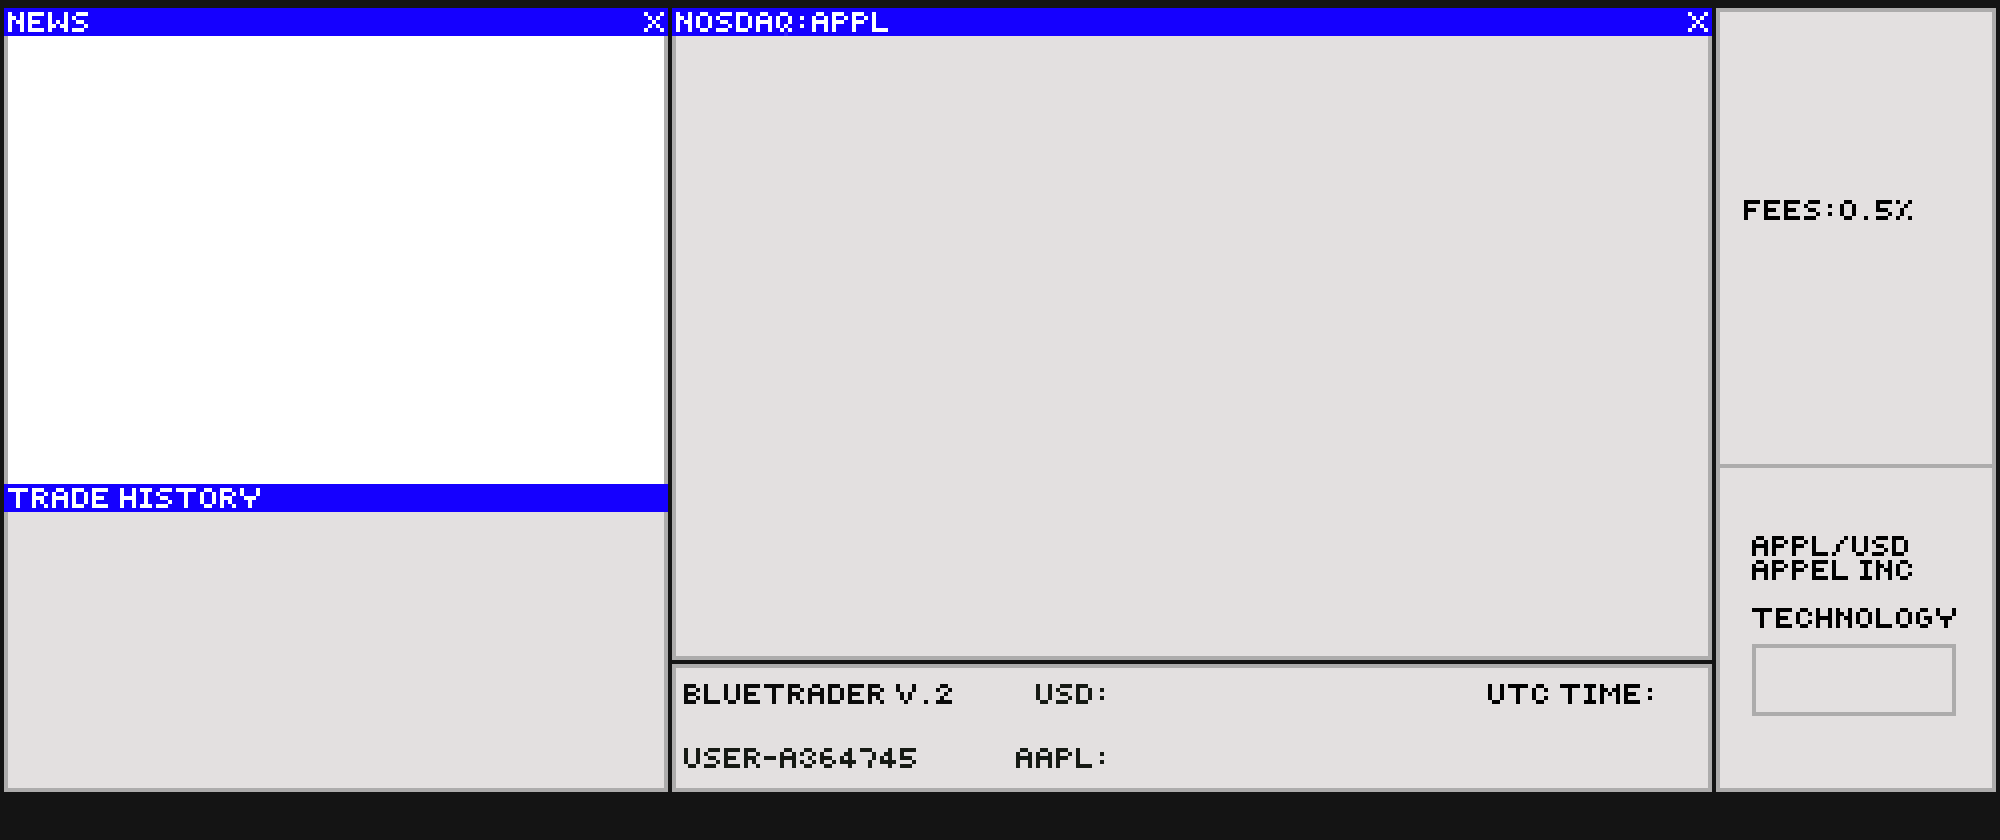 NEWS X
NOSDAQ:APPL X
FEES:0.5%
TRADE HISTORY
APPL/USD
APPEL INC
TECHNOLOGY
BLUETRADER V.2 USD: UTC TIME:
USER-A364745 AAPL: